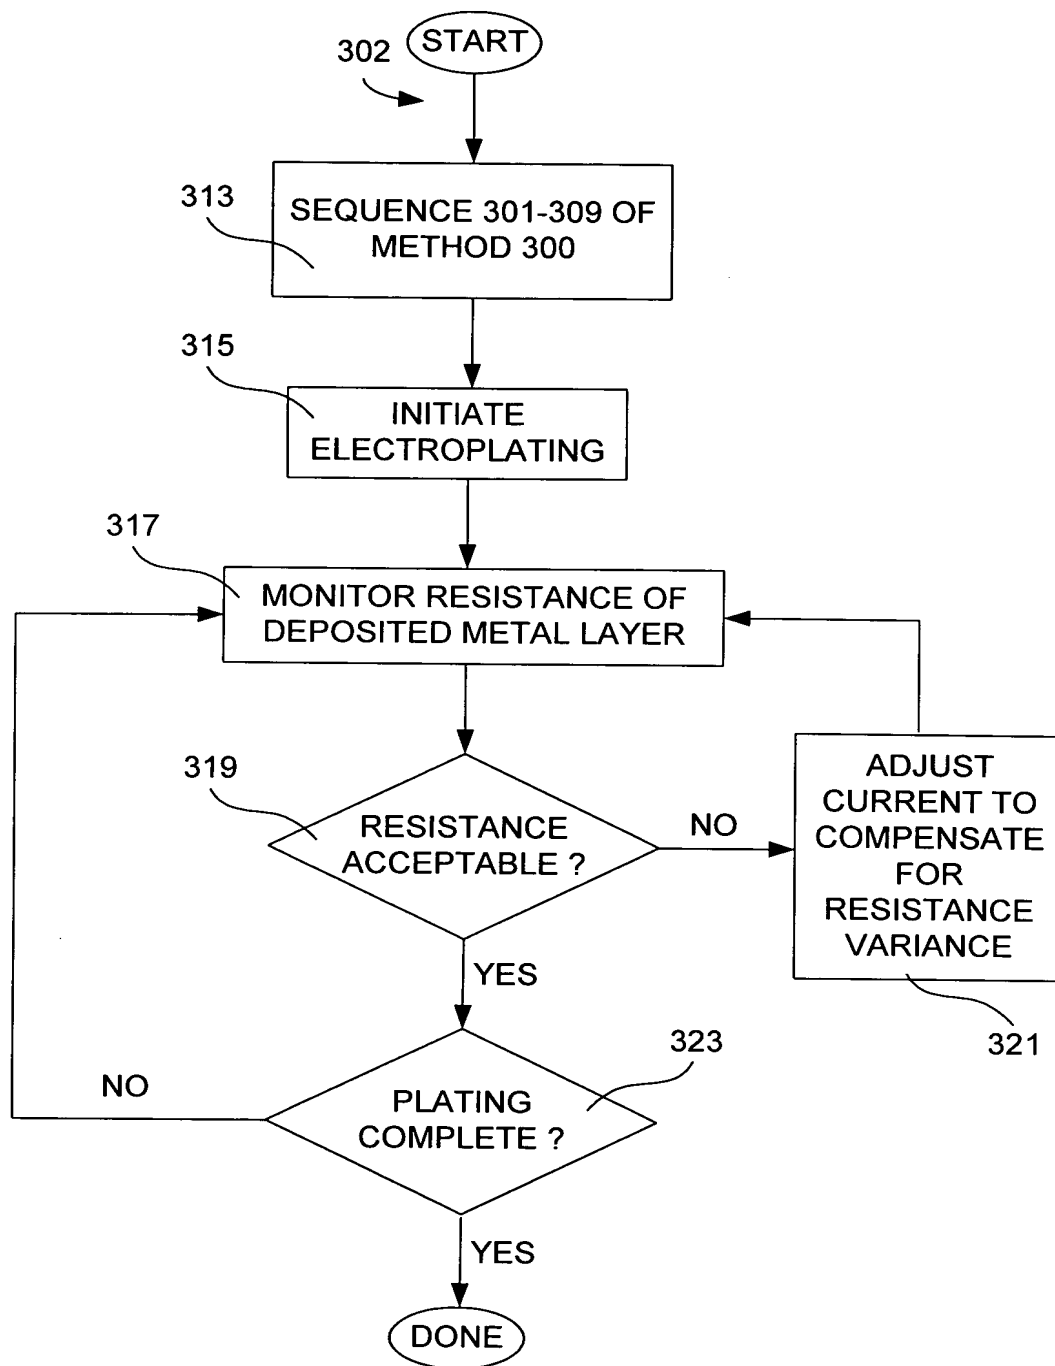 START
302
313
SEQUENCE 301-309 OF
METHOD 300
315
INITIATE
ELECTROPLATING
317
MONITOR RESISTANCE OF
DEPOSITED METAL LAYER
319
RESISTANCE
ACCEPTABLE ?
NO
ADJUST
CURRENT TO
COMPENSATE
FOR
RESISTANCE
VARIANCE
321
YES
323
NO
PLATING
COMPLETE ?
YES
DONE